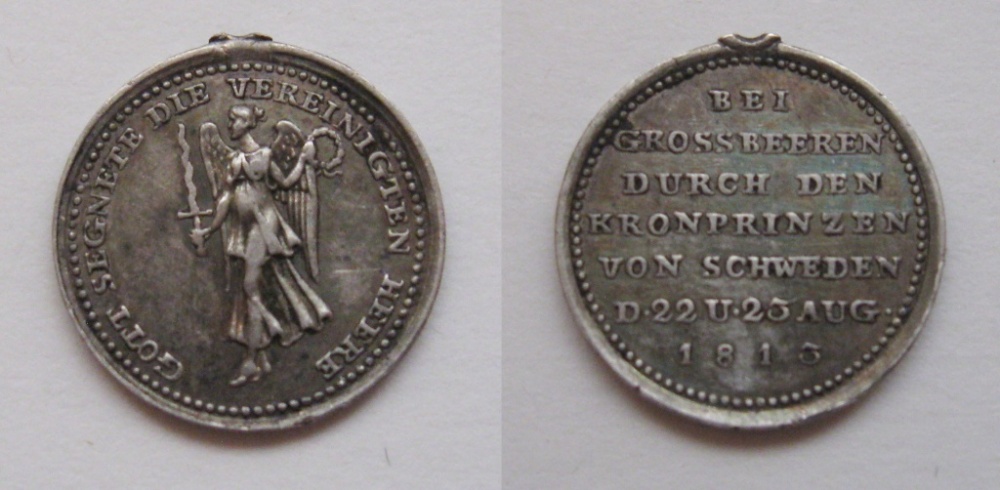 GOTT SEGNETE DIE VEREINIGTEN HEERE
BEI
GROSSBEEREN
DURCH DEN
KRONPRINZEN
VON SCHWEDEN
D·22 U·23 AUG·
1813